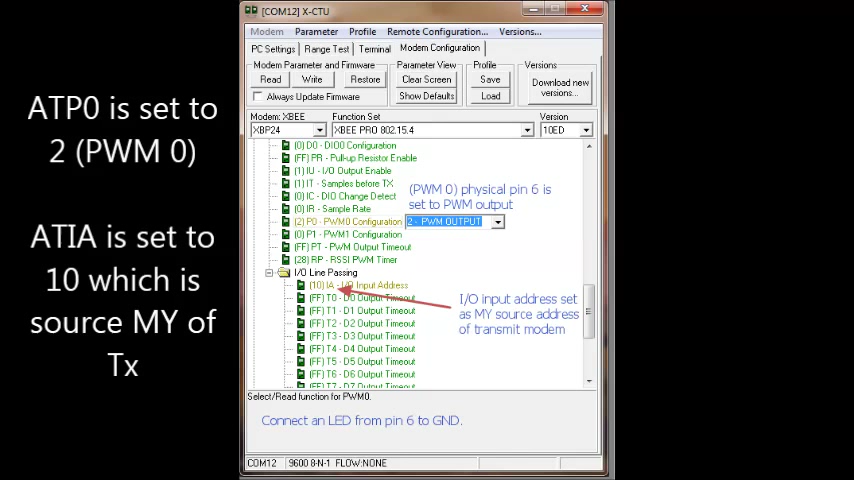 ATP0 is set to
2 (PWM 0)
ATIA is set to
10 which is
source MY of
Tx
[COM12] X-CTU
Modem Parameter Profile Remote Configuration... Versions...
PC Settings Range Test Terminal Modem Configuration
Modem Parameter and Firmware Parameter View Profile Versions
Read Write Restore Clear Screen Save Download new
versions...
Always Update Firmware Show Defaults Load
Modem: XBEE Function Set Version
XBP24 XBEE PRO 802.15.4 10ED
(0) D0 - DIO0 Configuration
(FF) PR - Pull-up Resistor Enable
(1) IU - I/O Output Enable
(1) IT - Samples before TX
(0) IC - DIO Change Detect
(0) IR - Sample Rate
(2) P0 - PWM0 Configuration 2 - PWM OUTPUT
(0) P1 - PWM1 Configuration
(FF) PT - PWM Output Timeout
(28) RP - RSSI PWM Timer
I/O Line Passing
(10) IA - I/O Input Address
(FF) T0 - D0 Output Timeout
(FF) T1 - D1 Output Timeout
(FF) T2 - D2 Output Timeout
(FF) T3 - D3 Output Timeout
(FF) T4 - D4 Output Timeout
(FF) T5 - D5 Output Timeout
(FF) T6 - D6 Output Timeout
(FF) T7 - D7 Output Timeout
(PWM 0) physical pin 6 is
set to PWM output
I/O input address set
as MY source address
of transmit modem
Select/Read function for PWM0.
Connect an LED from pin 6 to GND.
COM12 9600 8-N-1 FLOW:NONE